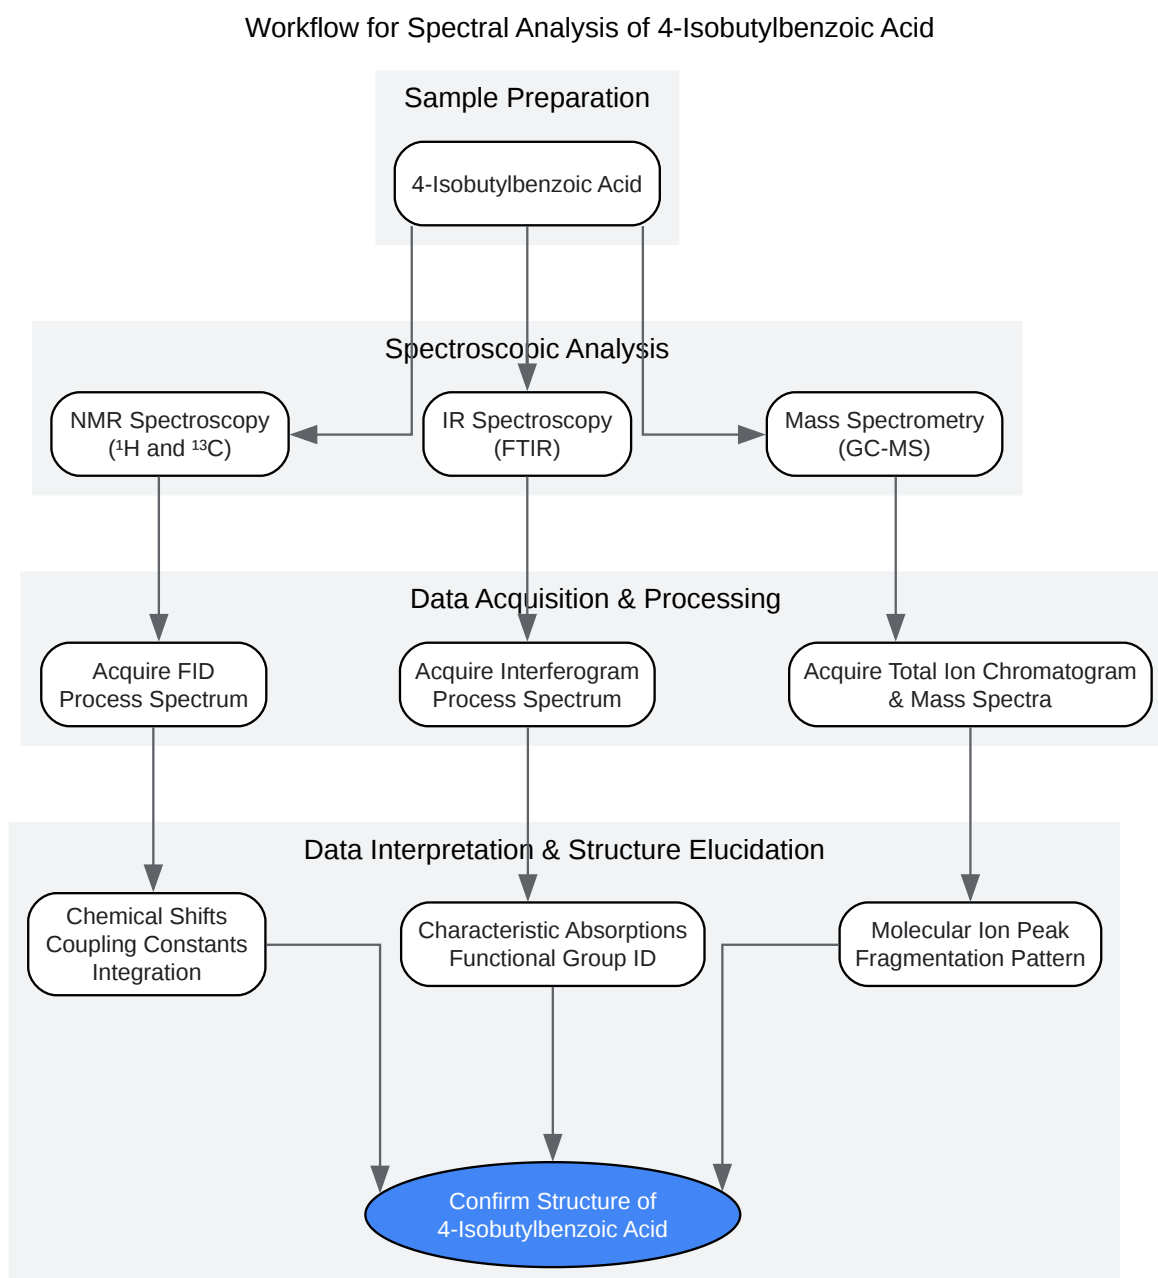 Workflow for Spectral Analysis of 4-Isobutylbenzoic Acid
Sample Preparation
4-Isobutylbenzoic Acid
Spectroscopic Analysis
NMR Spectroscopy
(¹H and ¹³C)
IR Spectroscopy
(FTIR)
Mass Spectrometry
(GC-MS)
Data Acquisition & Processing
Acquire FID
Process Spectrum
Acquire Interferogram
Process Spectrum
Acquire Total Ion Chromatogram
& Mass Spectra
Data Interpretation & Structure Elucidation
Chemical Shifts
Coupling Constants
Integration
Characteristic Absorptions
Functional Group ID
Molecular Ion Peak
Fragmentation Pattern
Confirm Structure of
4-Isobutylbenzoic Acid